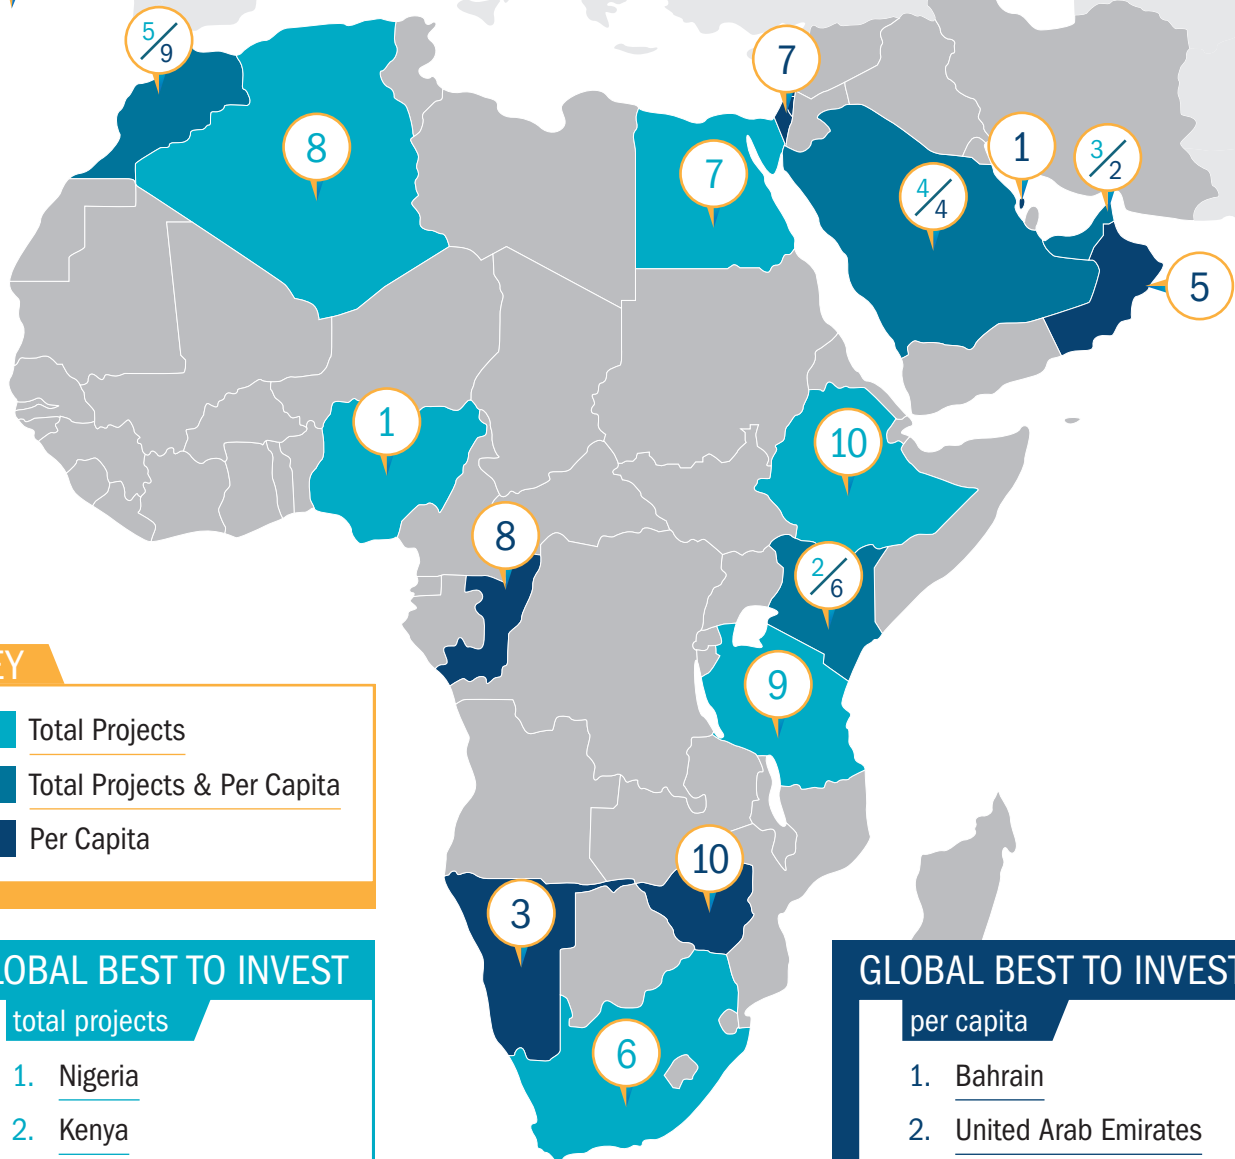 5/9
7
8
7
1
3/2
4/4
5
1
10
8
2/6
9
10
3
6
EY
Total Projects
Total Projects & Per Capita
Per Capita
LOBAL BEST TO INVEST
total projects
1. Nigeria
2. Kenya
GLOBAL BEST TO INVEST
per capita
1. Bahrain
2. United Arab Emirates